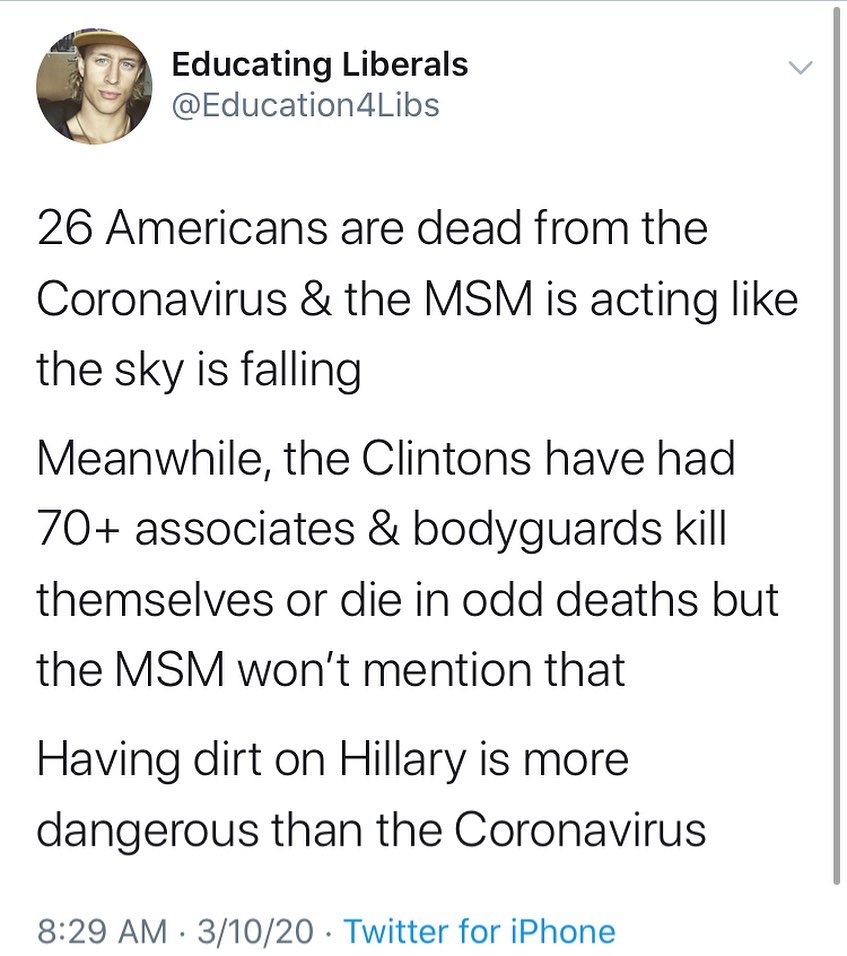 Educating Liberals
@Education4Libs
26 Americans are dead from the
Coronavirus & the MSM is acting like
the sky is falling
Meanwhile, the Clintons have had
70+ associates & bodyguards kill
themselves or die in odd deaths but
the MSM won’t mention that
Having dirt on Hillary is more
dangerous than the Coronavirus
8:29 AM · 3/10/20 · Twitter for iPhone